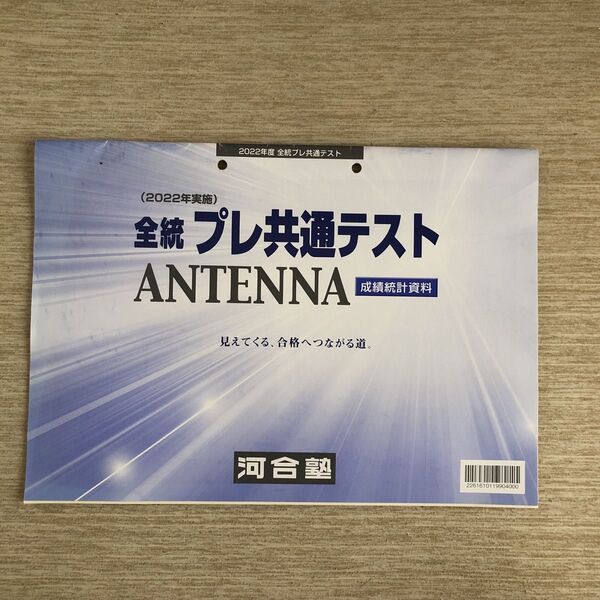 2022年度 全統プレ共通テスト
(2022年実施)
全統 プレ共通テスト
ANTENNA 成績統計資料
見えてくる、合格へつながる道。
河合塾
2261610119904000